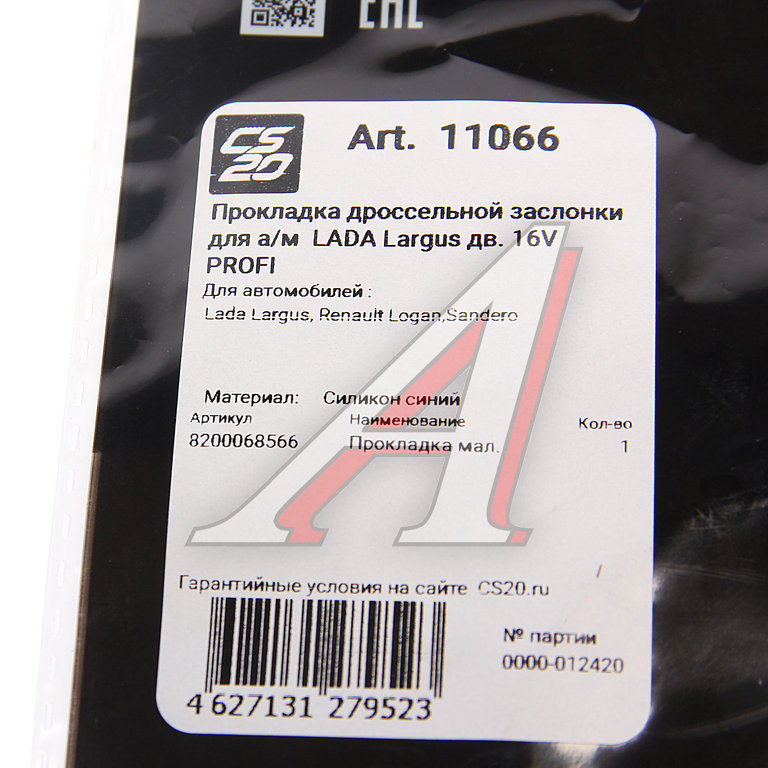 EAC
CS
20
Art. 11066
Прокладка дроссельной заслонки
для а/м LADA Largus дв. 16V
PROFI
Для автомобилей :
Lada Largus, Renault Logan,Sandero
Материал: Силикон синий
Артикул Наименование Кол-во
8200068566 Прокладка мал. 1
Гарантийные условия на сайте CS20.ru
№ партии
0000-012420
4 627131 279523